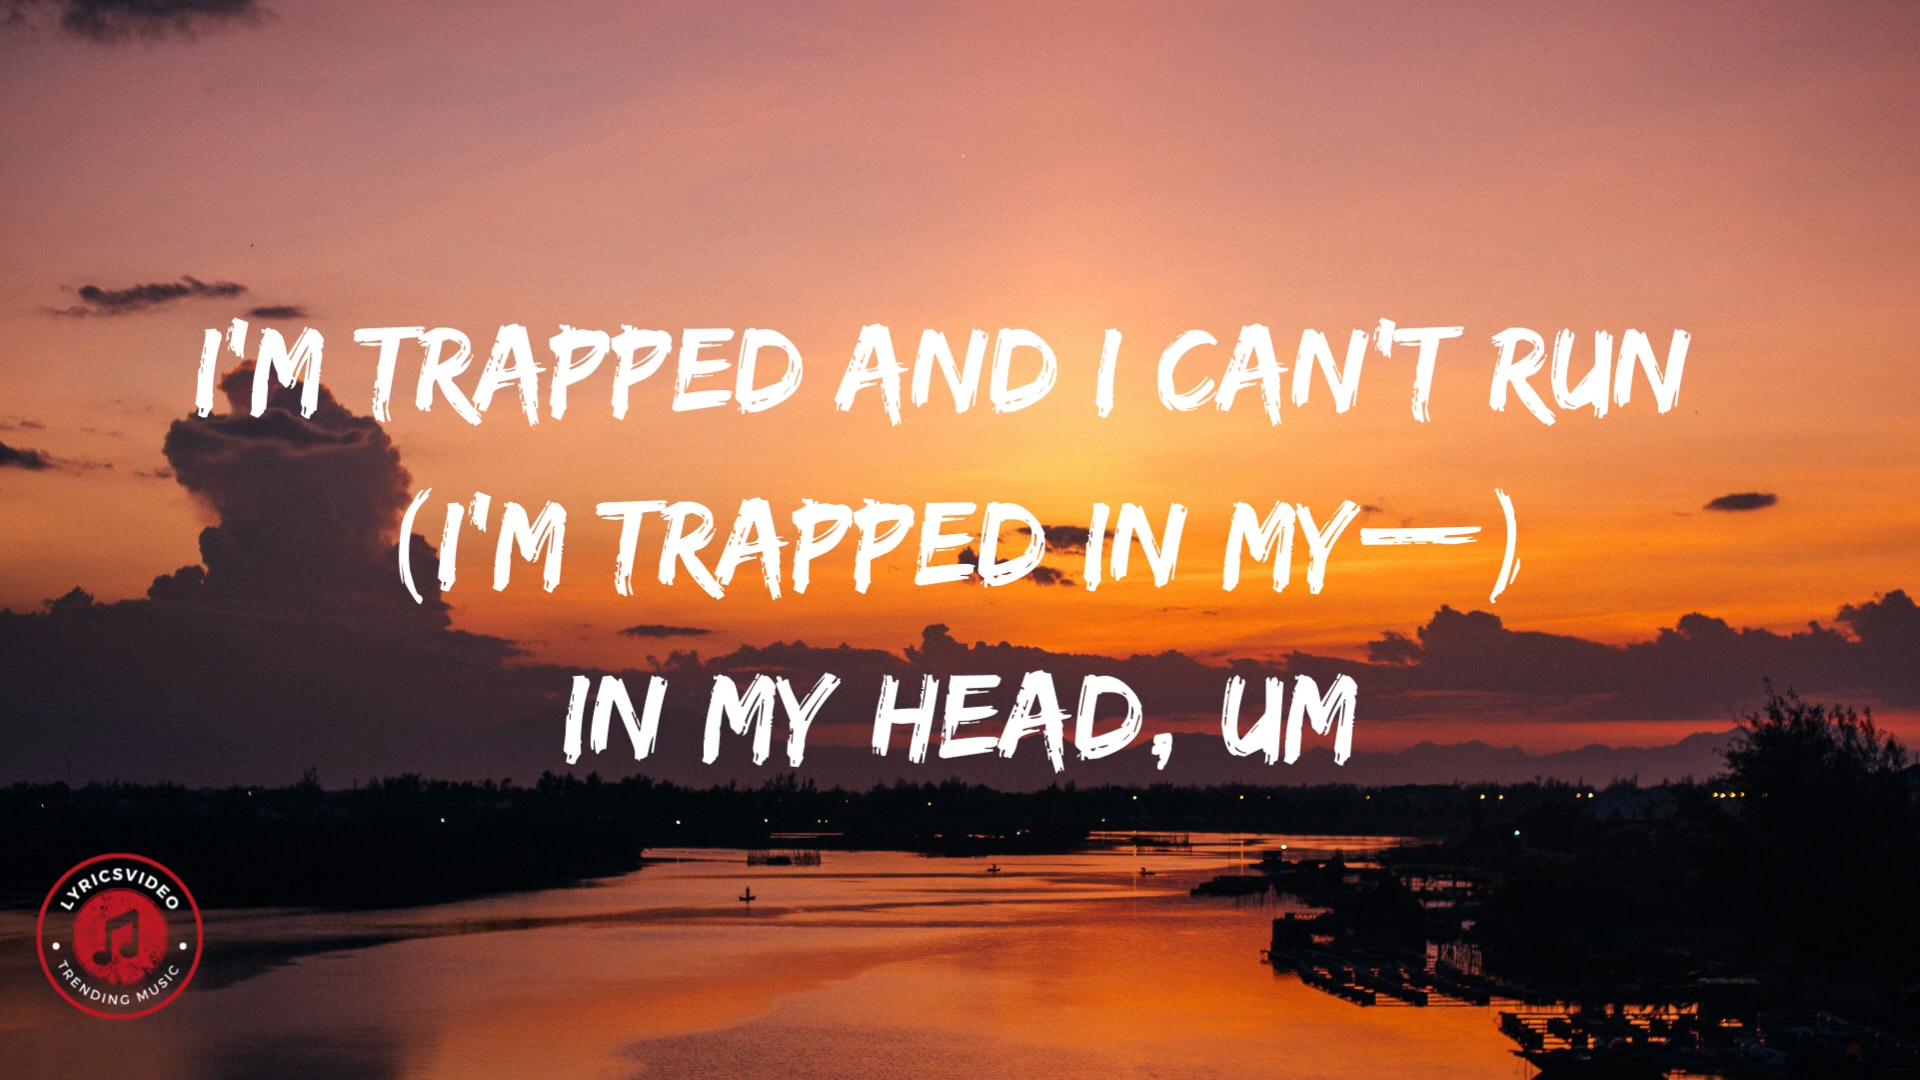 I'M TRAPPED AND I CAN'T RUN
(I'M TRAPPED IN MY—)
IN MY HEAD, UM
LYRICSVIDEO
TRENDING MUSIC